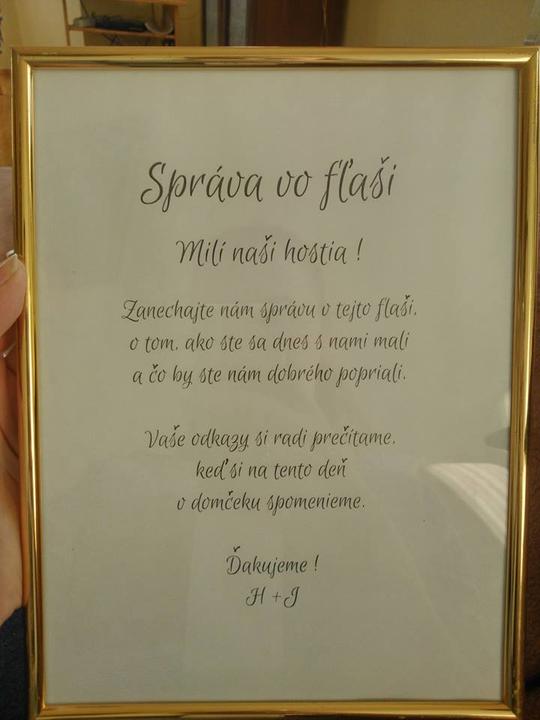 Správa vo fľaši
Milí naši hostia !
Zanechajte nám správu v tejto flaši,
o tom, ako ste sa dnes s nami mali
a čo by ste nám dobrého popriali.
Vaše odkazy si radi prečítame,
keď si na tento deň
v domčeku spomenieme.
Ďakujeme !
H + J